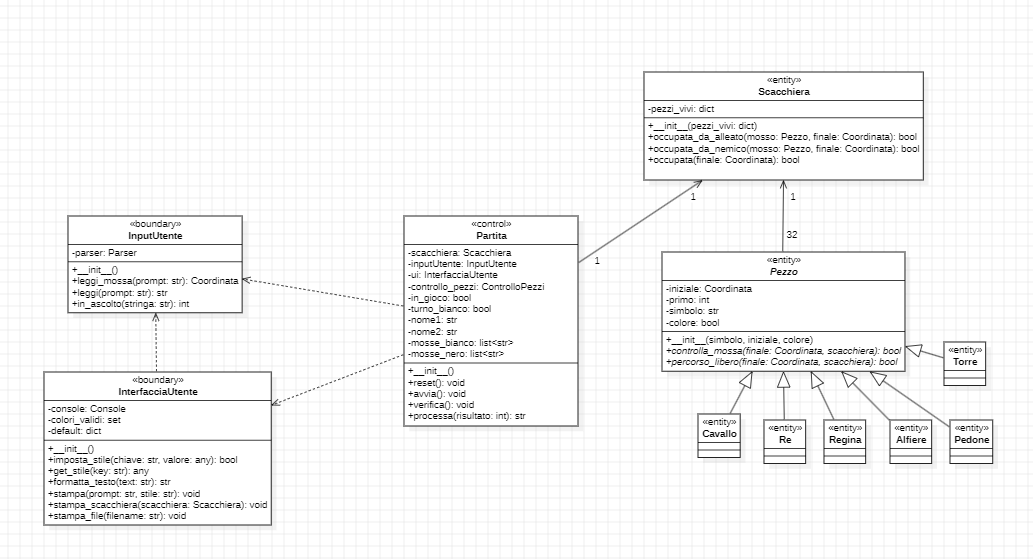 «entity»
Scacchiera
-pezzi_vivi: dict
+__init__(pezzi_vivi: dict)
+occupata_da_alleato(mosso: Pezzo, finale: Coordinata): bool
+occupata_da_nemico(mosso: Pezzo, finale: Coordinata): bool
+occupata(finale: Coordinata): bool
1
1
1
32
«boundary»
InputUtente
-parser: Parser
+__init__()
+leggi_mossa(prompt: str): Coordinata
+leggi(prompt: str): str
+in_ascolto(stringa: str): int
«control»
Partita
-scacchiera: Scacchiera
-inputUtente: InputUtente
-ui: InterfacciaUtente
-controllo_pezzi: ControlloPezzi
-in_gioco: bool
-turno_bianco: bool
-nome1: str
-nome2: str
-mosse_bianco: list<str>
-mosse_nero: list<str>
+__init__()
+reset(): void
+avvia(): void
+verifica(): void
+processa(risultato: int): str
«entity»
Pezzo
-iniziale: Coordinata
-primo: int
-simbolo: str
-colore: bool
+__init__(simbolo, iniziale, colore)
+controlla_mossa(finale: Coordinata, scacchiera): bool
+percorso_libero(finale: Coordinata, scacchiera): bool
«entity»
Torre
«boundary»
InterfacciaUtente
-console: Console
-colori_validi: set
-default: dict
+__init__()
+imposta_stile(chiave: str, valore: any): bool
+get_stile(key: str): any
+formatta_testo(text: str): str
+stampa(prompt: str, stile: str): void
+stampa_scacchiera(scacchiera: Scacchiera): void
+stampa_file(filename: str): void
«entity»
Cavallo
«entity»
Re
«entity»
Regina
«entity»
Alfiere
«entity»
Pedone